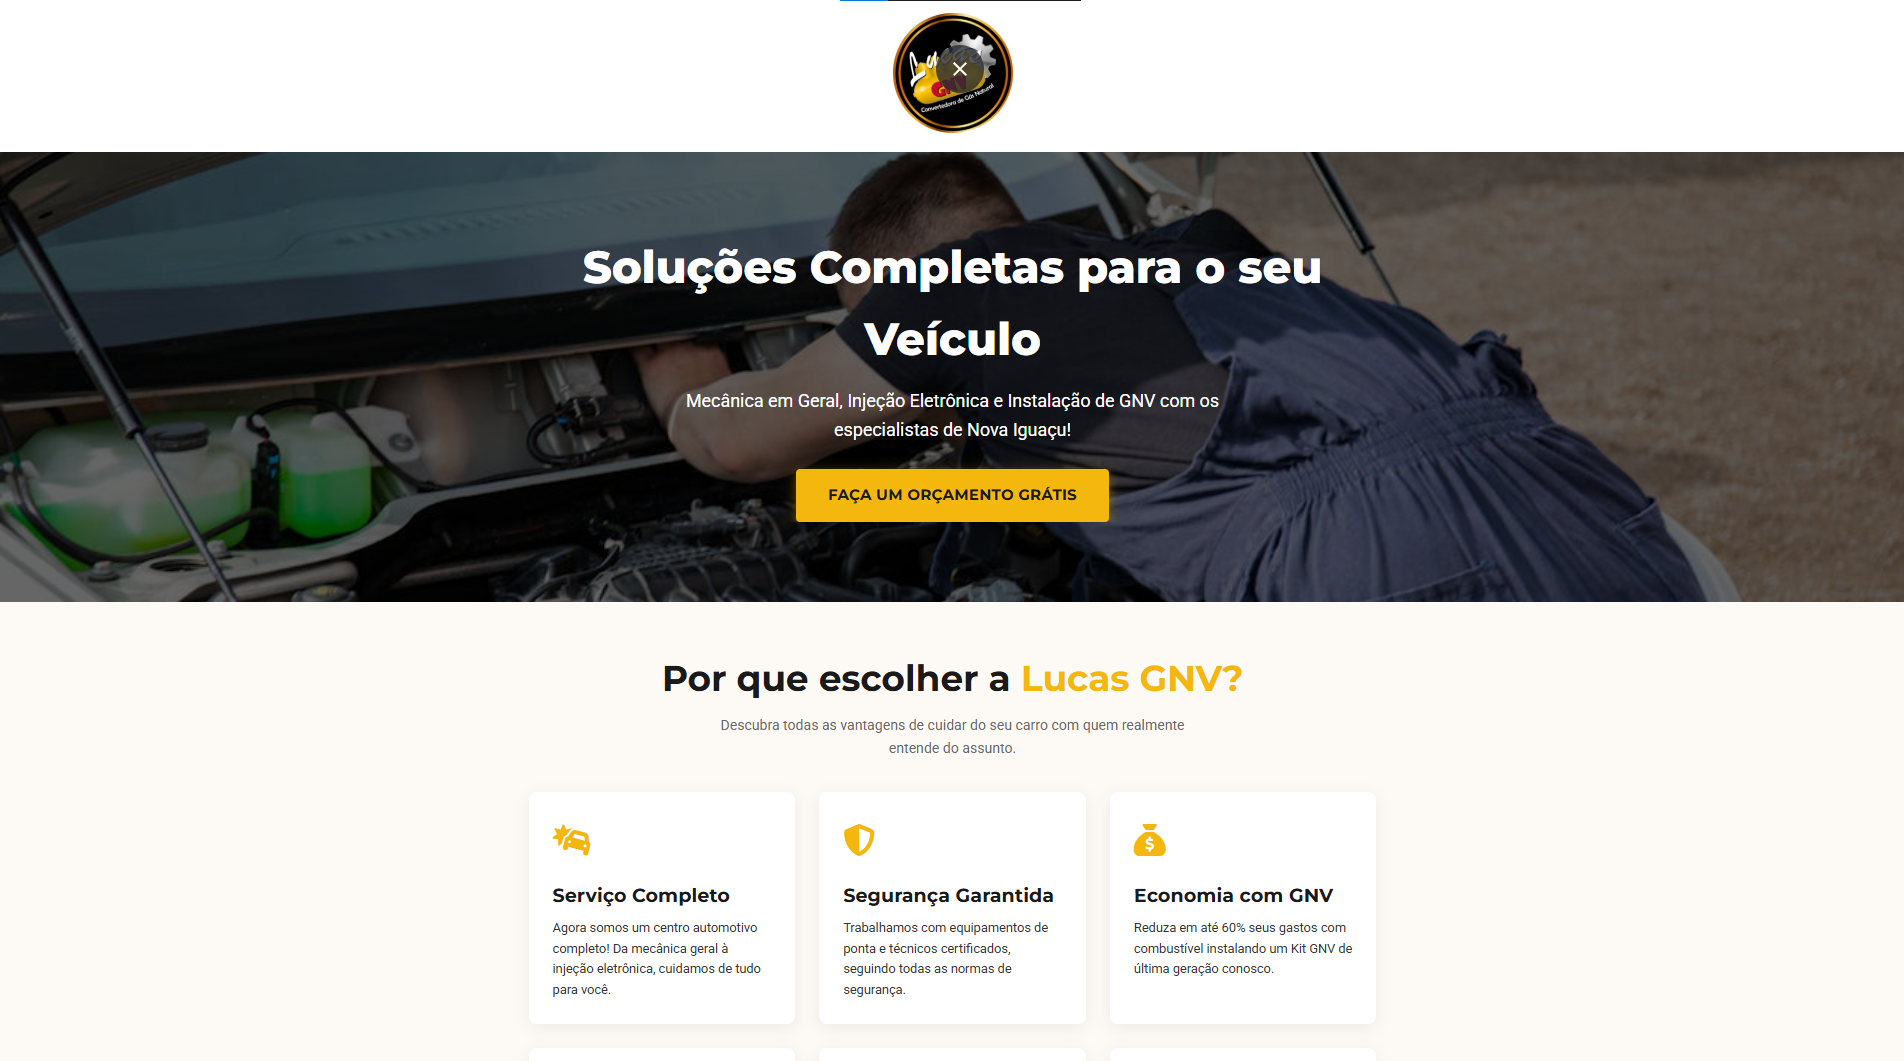 GNV
Convertedora de Gás Natural
Soluções Completas para o seu
Veículo
Mecânica em Geral, Injeção Eletrônica e Instalação de GNV com os
especialistas de Nova Iguaçu!
FAÇA UM ORÇAMENTO GRÁTIS
Por que escolher a Lucas GNV?
Descubra todas as vantagens de cuidar do seu carro com quem realmente
entende do assunto.
Serviço Completo
Agora somos um centro automotivo
completo! Da mecânica geral à
injeção eletrônica, cuidamos de tudo
para você.
Segurança Garantida
Trabalhamos com equipamentos de
ponta e técnicos certificados,
seguindo todas as normas de
segurança.
Economia com GNV
Reduza em até 60% seus gastos com
combustível instalando um Kit GNV de
última geração conosco.